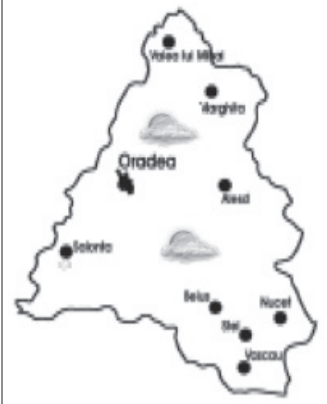 Valea lui Mihai
Marghita
Oradea
Alesd
Salonta
Beius
Nucet
Stei
Vascau